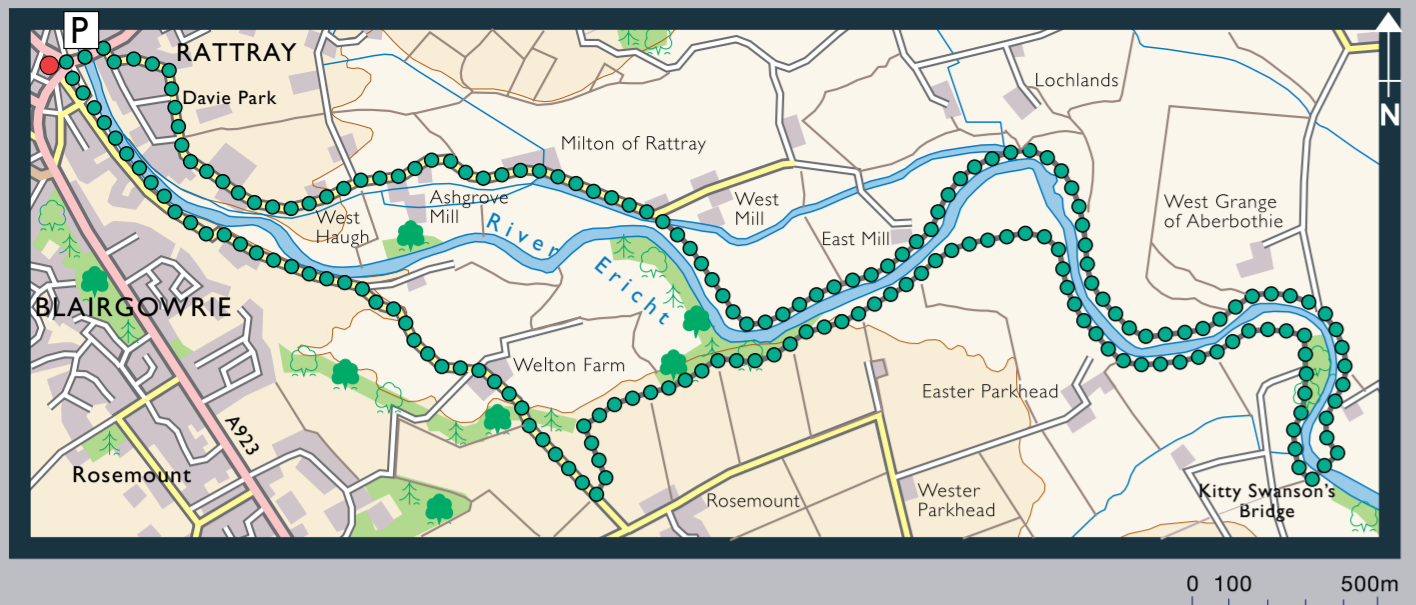 P
RATTRAY
Davie Park
Lochlands
N
Milton of Rattray
Ashgrove
Mill
West
Mill
West Grange
of Aberbothie
West
Haugh
River
Ericht
East Mill
BLAIRGOWRIE
Welton Farm
Easter Parkhead
A923
Rosemount
Rosemount
Wester
Parkhead
Kitty Swanson's
Bridge
0 100 500m